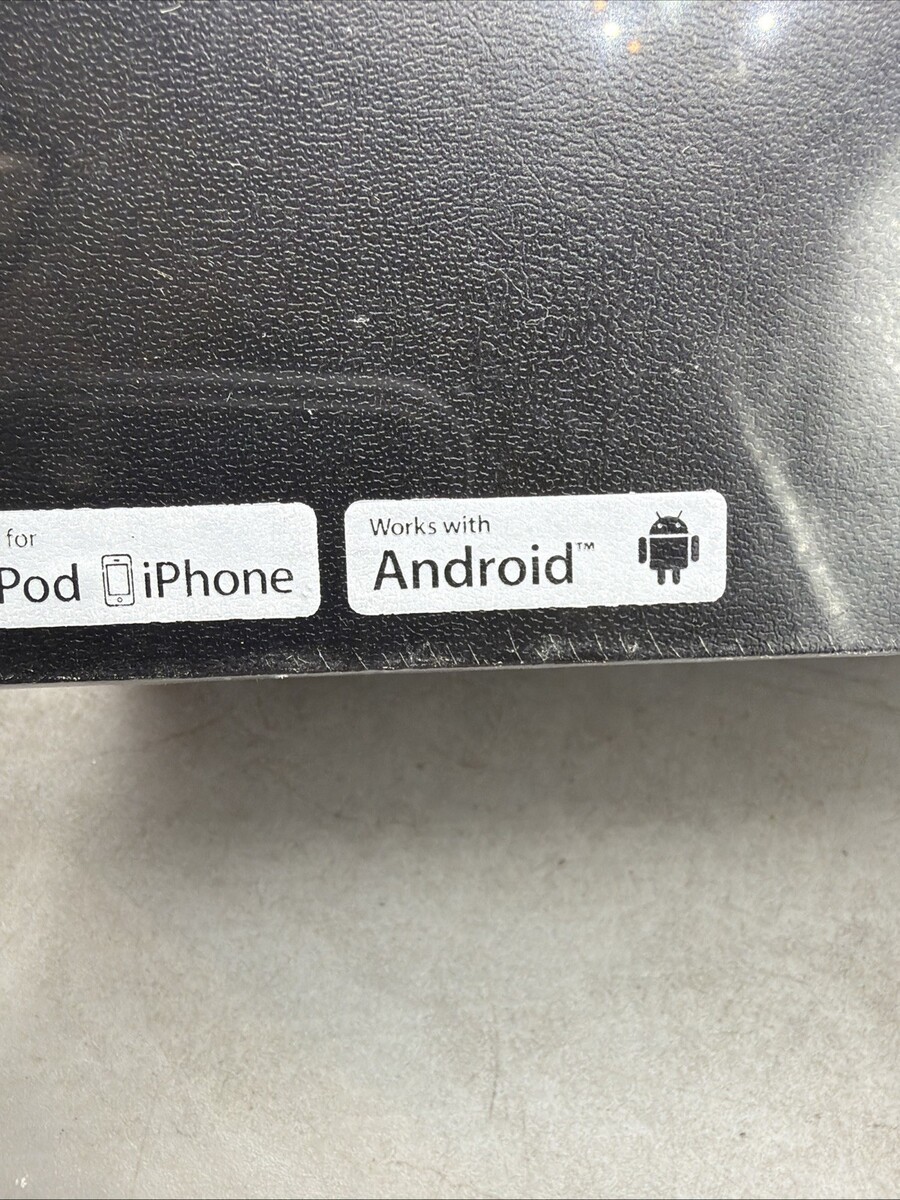 for
Pod iPhone
Works with
Android™